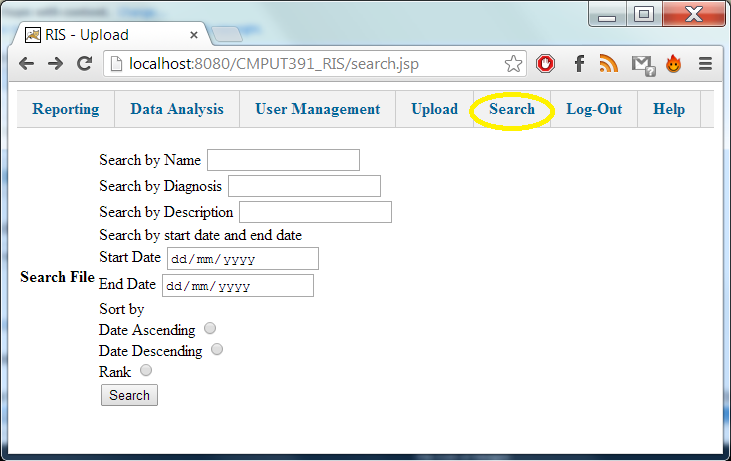 RIS - Upload
localhost:8080/CMPUT391_RIS/search.jsp
Reporting Data Analysis User Management Upload Search Log-Out Help
Search by Name
Search by Diagnosis
Search by Description
Search by start date and end date
Start Date dd/mm/yyyy
Search File
End Date dd/mm/yyyy
Sort by
Date Ascending
Date Descending
Rank
Search